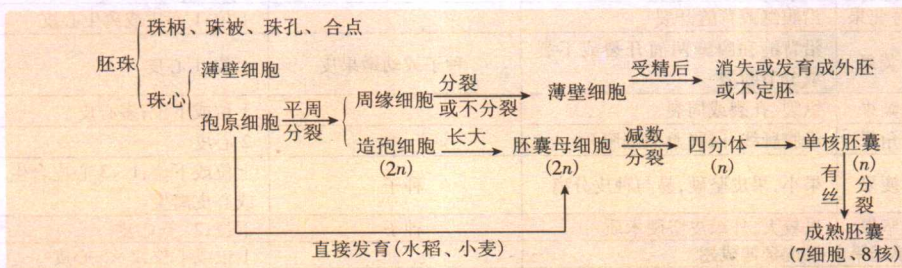 胚珠
珠柄、珠被、珠孔、合点
珠心
薄壁细胞
孢原细胞
平周
分裂
周缘细胞
分裂
或不分裂
薄壁细胞
受精后
消失或发育成外胚
或不定胚
造孢细胞
(2n)
长大
胚囊母细胞
(2n)
减数
分裂
四分体
(n)
单核胚囊
(n)
有丝
分裂
成熟胚囊
(7细胞、8核)
直接发育(水稻、小麦)